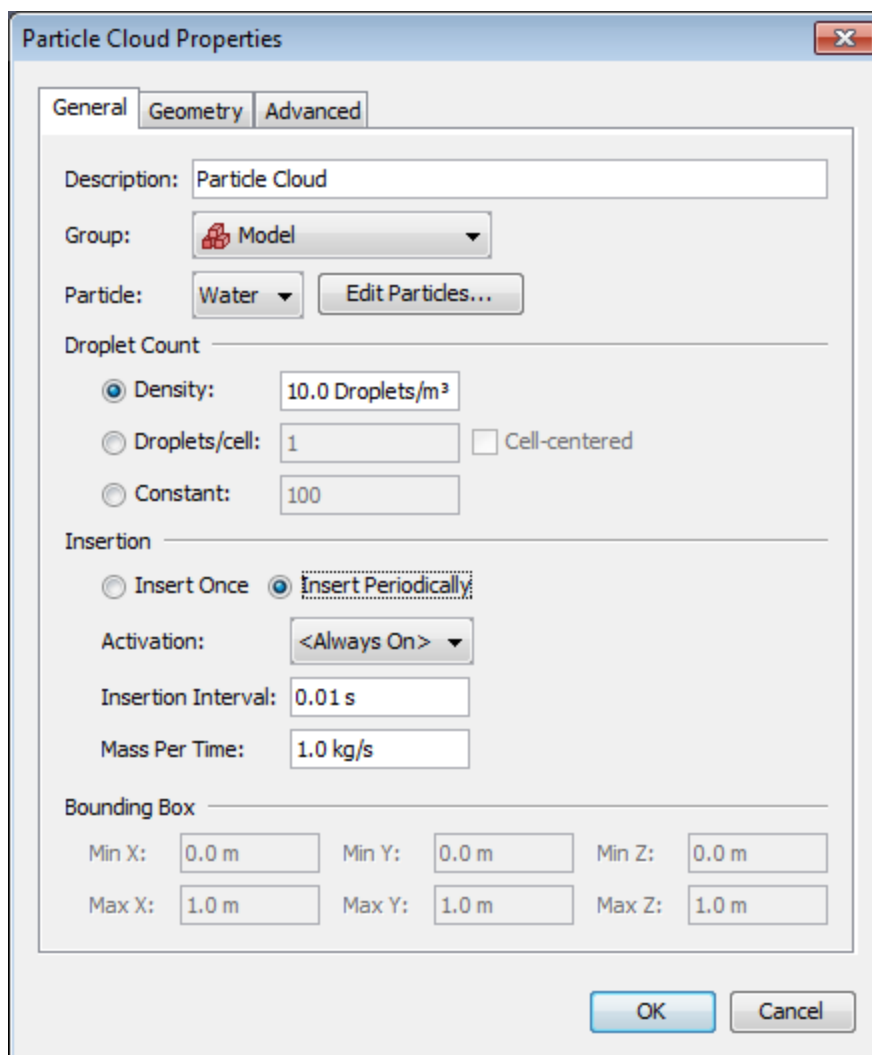 Particle Cloud Properties
General Geometry Advanced
Description: Particle Cloud
Group: Model
Particle: Water Edit Particles...
Droplet Count
Density: 10.0 Droplets/m³
Droplets/cell: 1 Cell-centered
Constant: 100
Insertion
Insert Once Insert Periodically
Activation: <Always On>
Insertion Interval: 0.01 s
Mass Per Time: 1.0 kg/s
Bounding Box
Min X: 0.0 m Min Y: 0.0 m Min Z: 0.0 m
Max X: 1.0 m Max Y: 1.0 m Max Z: 1.0 m
OK Cancel